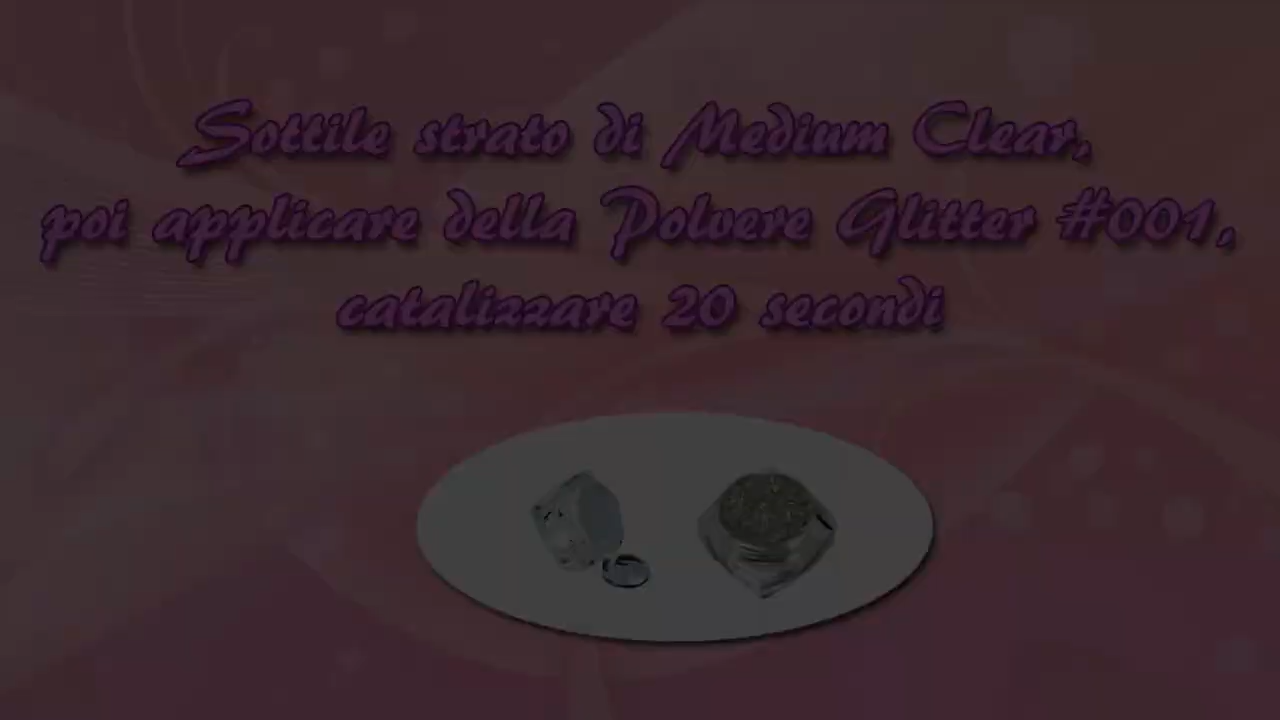 Sottile strato di Medium Clear,
poi applicare della Polvere Glitter #001,
catalizzare 20 secondi